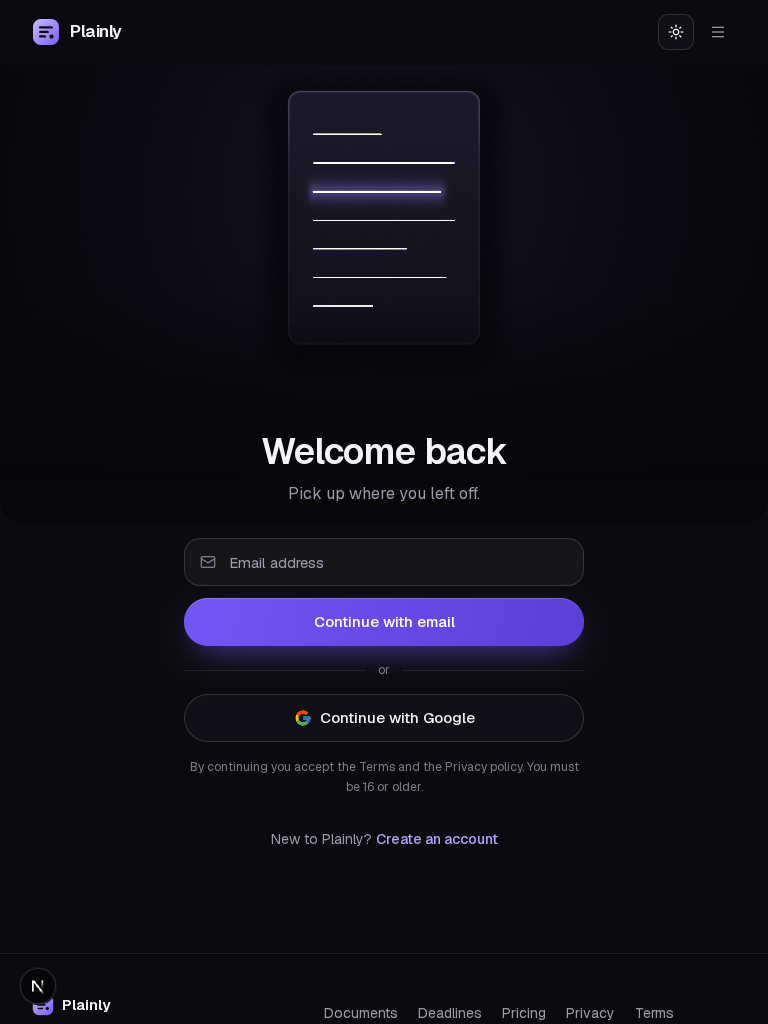 Plainly
Welcome back
Pick up where you left off.
Email address
Continue with email
or
Continue with Google
By continuing you accept the Terms and the Privacy policy. You must
be 16 or older.
New to Plainly? Create an account
N
Plainly
Documents Deadlines Pricing Privacy Terms